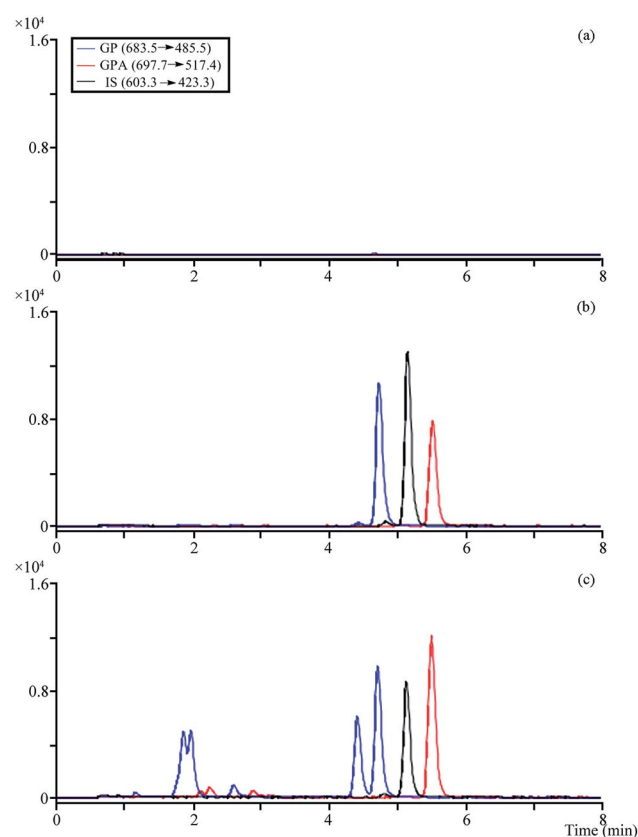 ×10⁴
(a)
1.6
GP (683.5→485.5)
GPA (697.7→517.4)
IS (603.3→423.3)
0.8
0
0 2 4 6 8
×10⁴
(b)
1.6
0.8
0
0 2 4 6 8
×10⁴
(c)
1.6
0.8
0
0 2 4 6 8
Time (min)